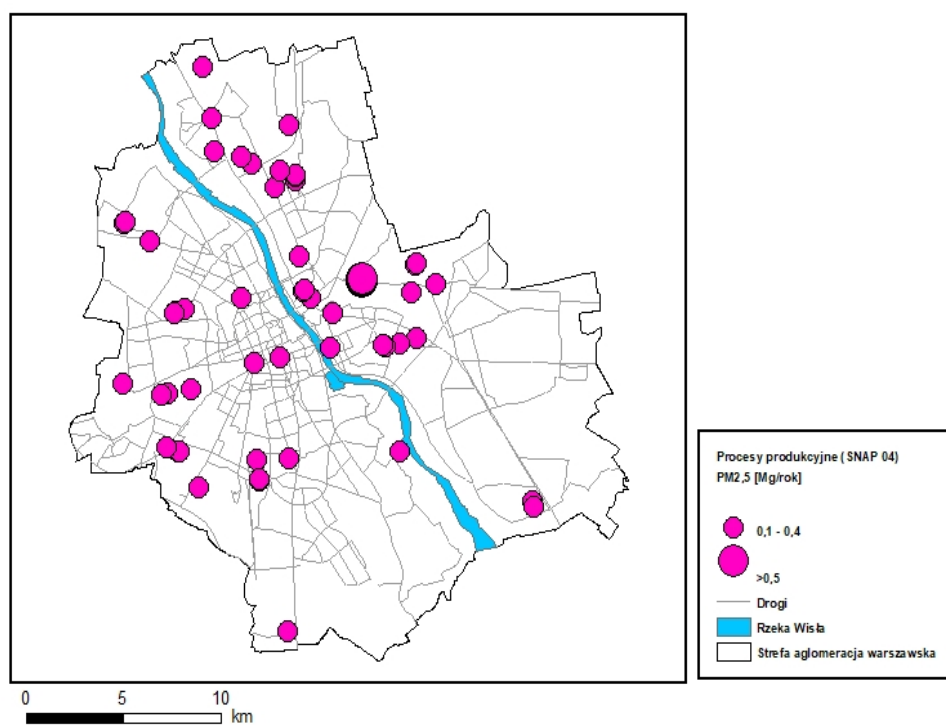 Procesy produkcyjne ( SNAP 04)
PM2,5 [Mg/rok]
0,1 - 0,4
>0,5
Drogi
Rzeka Wisła
Strefa aglomeracja warszawska
0 5 10
km